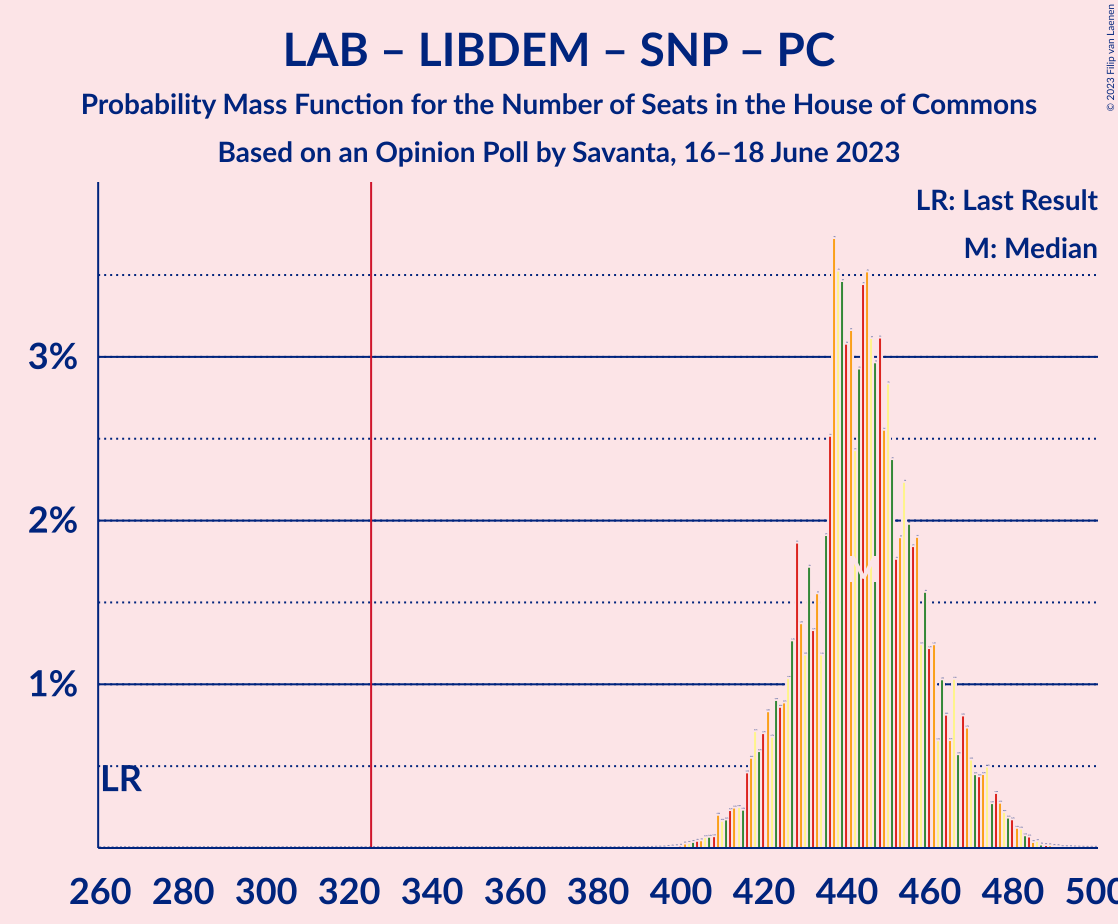 LAB – LIBDEM – SNP – PC
Probability Mass Function for the Number of Seats in the House of Commons
Based on an Opinion Poll by Savanta, 16–18 June 2023
© 2023 Filip van Laenen
LR: Last Result
M: Median
3%
2%
1%
LR
M
260 280 300 320 340 360 380 400 420 440 460 480 500